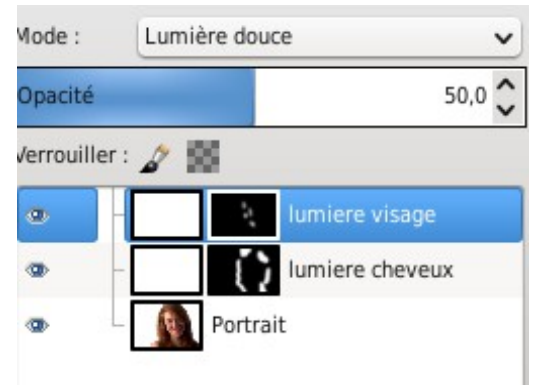 Mode : Lumière douce
Opacité 50,0
Verrouiller :
lumiere visage
lumiere cheveux
Portrait